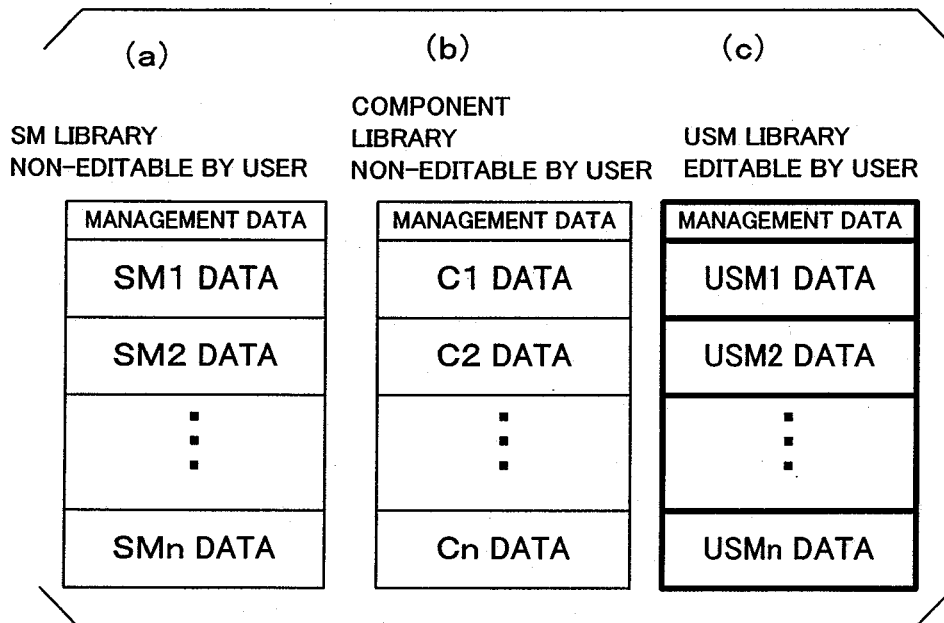 (a)
SM LIBRARY
NON-EDITABLE BY USER
MANAGEMENT DATA
SM1 DATA
SM2 DATA
SMn DATA
(b)
COMPONENT
LIBRARY
NON-EDITABLE BY USER
MANAGEMENT DATA
C1 DATA
C2 DATA
Cn DATA
(c)
USM LIBRARY
EDITABLE BY USER
MANAGEMENT DATA
USM1 DATA
USM2 DATA
USMn DATA